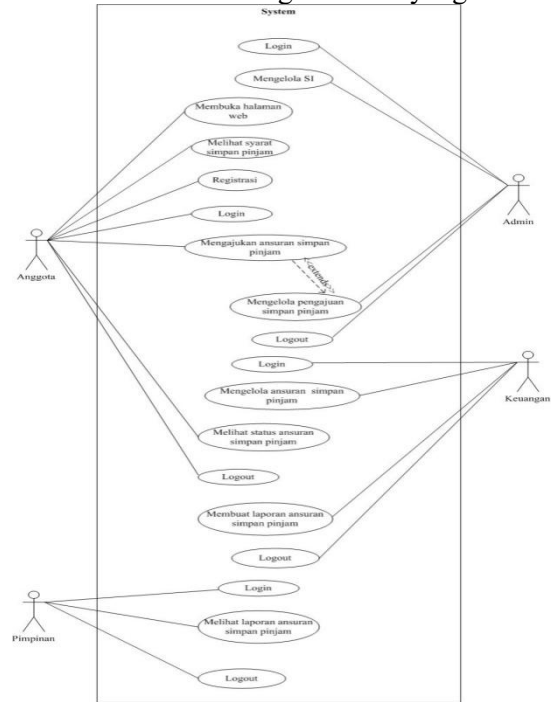 System
Login
Mengelola SI
Membuka halaman
web
Melihat syarat
simpan pinjam
Registrasi
Login
Mengajukan ansuran simpan
pinjam
<<extends>>
Mengelola pengajuan
simpan pinjam
Logout
Login
Mengelola ansuran simpan
pinjam
Melihat status ansuran
simpan pinjam
Logout
Membuat laporan ansuran
simpan pinjam
Logout
Login
Melihat laporan ansuran
simpan pinjam
Logout
Anggota
Admin
Keuangan
Pimpinan